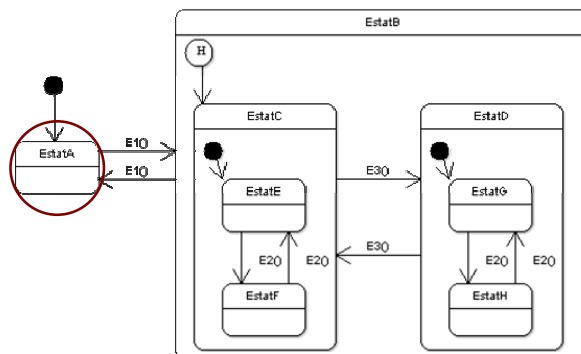 EstatB
H
EstatC
EstatD
E1()
EstatA
E1()
E3()
EstatE
EstatG
E3()
E2()
E2()
E2()
E2()
EstatF
EstatH